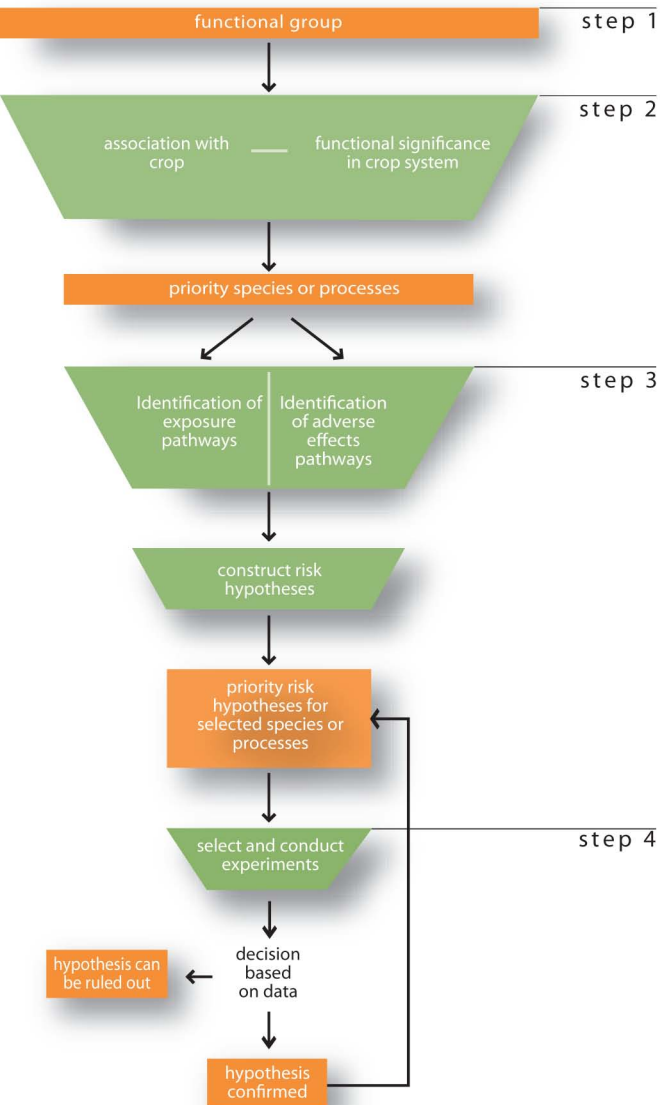 functional group
step 1
step 2
association with
crop
functional significance
in crop system
priority species or processes
step 3
Identification of
exposure
pathways
Identification
of adverse
effects
pathways
construct risk
hypotheses
priority risk
hypotheses for
selected species or
processes
step 4
select and conduct
experiments
decision
based
on data
hypothesis can
be ruled out
hypothesis
confirmed